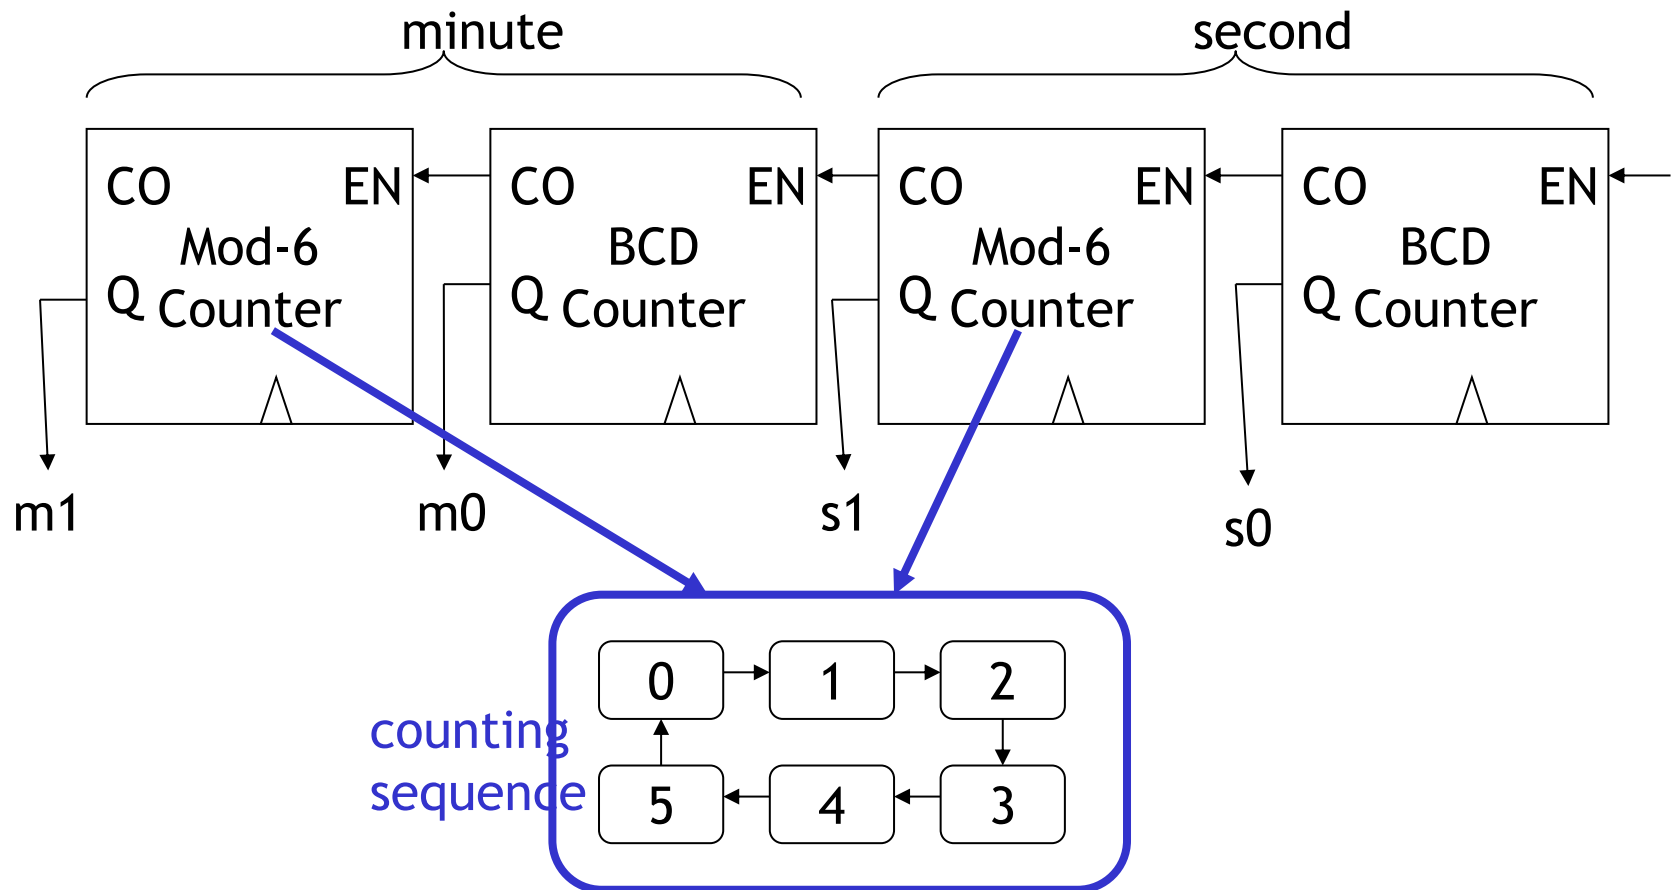 minute
second
CO EN
Mod-6
Q Counter
CO EN
BCD
Q Counter
CO EN
Mod-6
Q Counter
CO EN
BCD
Q Counter
m1
m0
s1
s0
counting
sequence
0 1 2
5 4 3